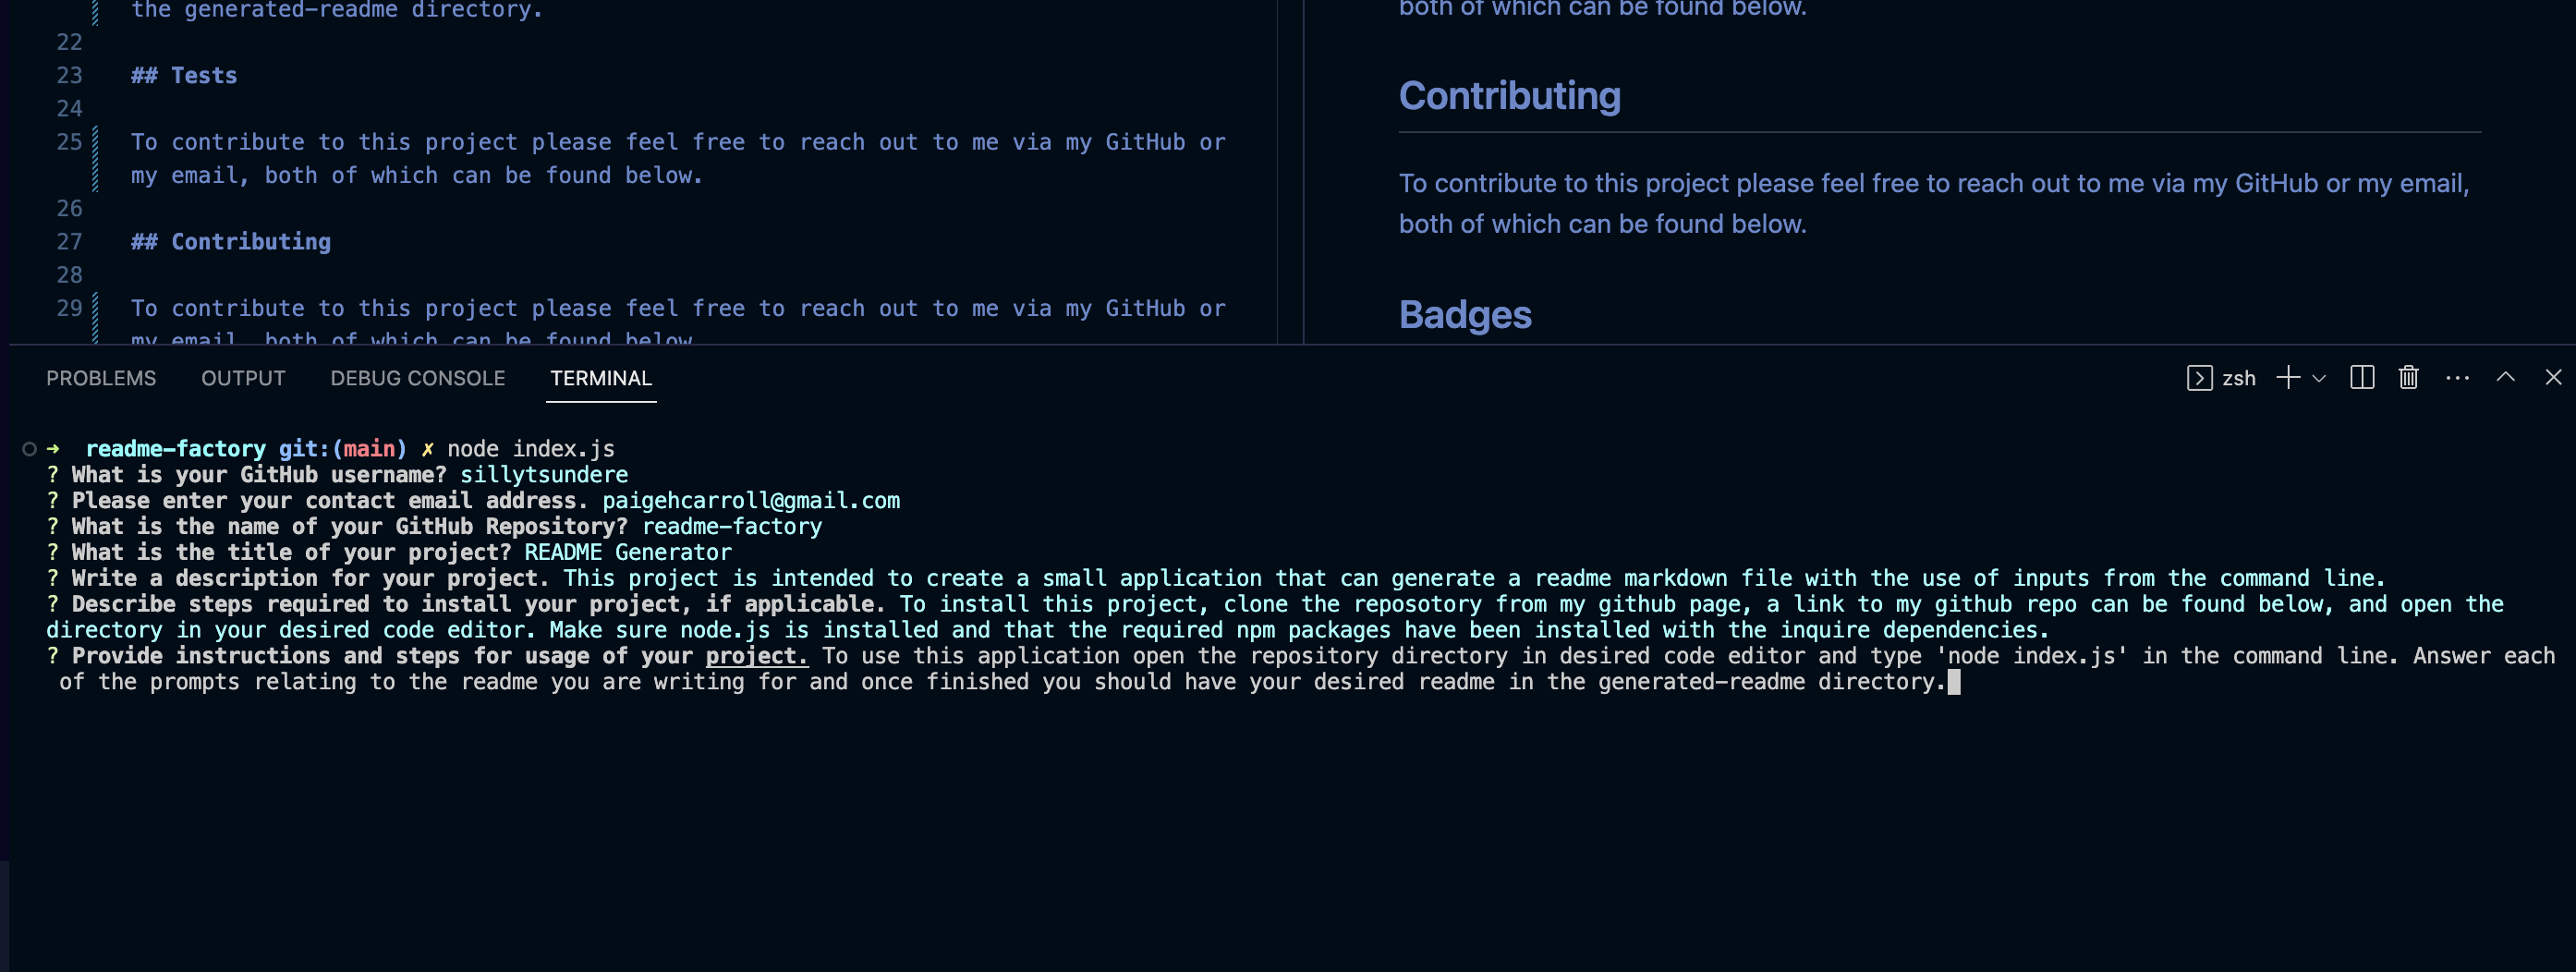 the generated-readme directory.
22
23 ## Tests
24
25 To contribute to this project please feel free to reach out to me via my GitHub or
my email, both of which can be found below.
26
27 ## Contributing
28
29 To contribute to this project please feel free to reach out to me via my GitHub or
my email, both of which can be found below.
both of which can be found below.
Contributing
To contribute to this project please feel free to reach out to me via my GitHub or my email,
both of which can be found below.
Badges
PROBLEMS OUTPUT DEBUG CONSOLE TERMINAL zsh
➜ readme-factory git:(main) ✗ node index.js
? What is your GitHub username? sillytsundere
? Please enter your contact email address. paigehcarroll@gmail.com
? What is the name of your GitHub Repository? readme-factory
? What is the title of your project? README Generator
? Write a description for your project. This project is intended to create a small application that can generate a readme markdown file with the use of inputs from the command line.
? Describe steps required to install your project, if applicable. To install this project, clone the reposotory from my github page, a link to my github repo can be found below, and open the
directory in your desired code editor. Make sure node.js is installed and that the required npm packages have been installed with the inquire dependencies.
? Provide instructions and steps for usage of your project. To use this application open the repository directory in desired code editor and type 'node index.js' in the command line. Answer each
of the prompts relating to the readme you are writing for and once finished you should have your desired readme in the generated-readme directory.